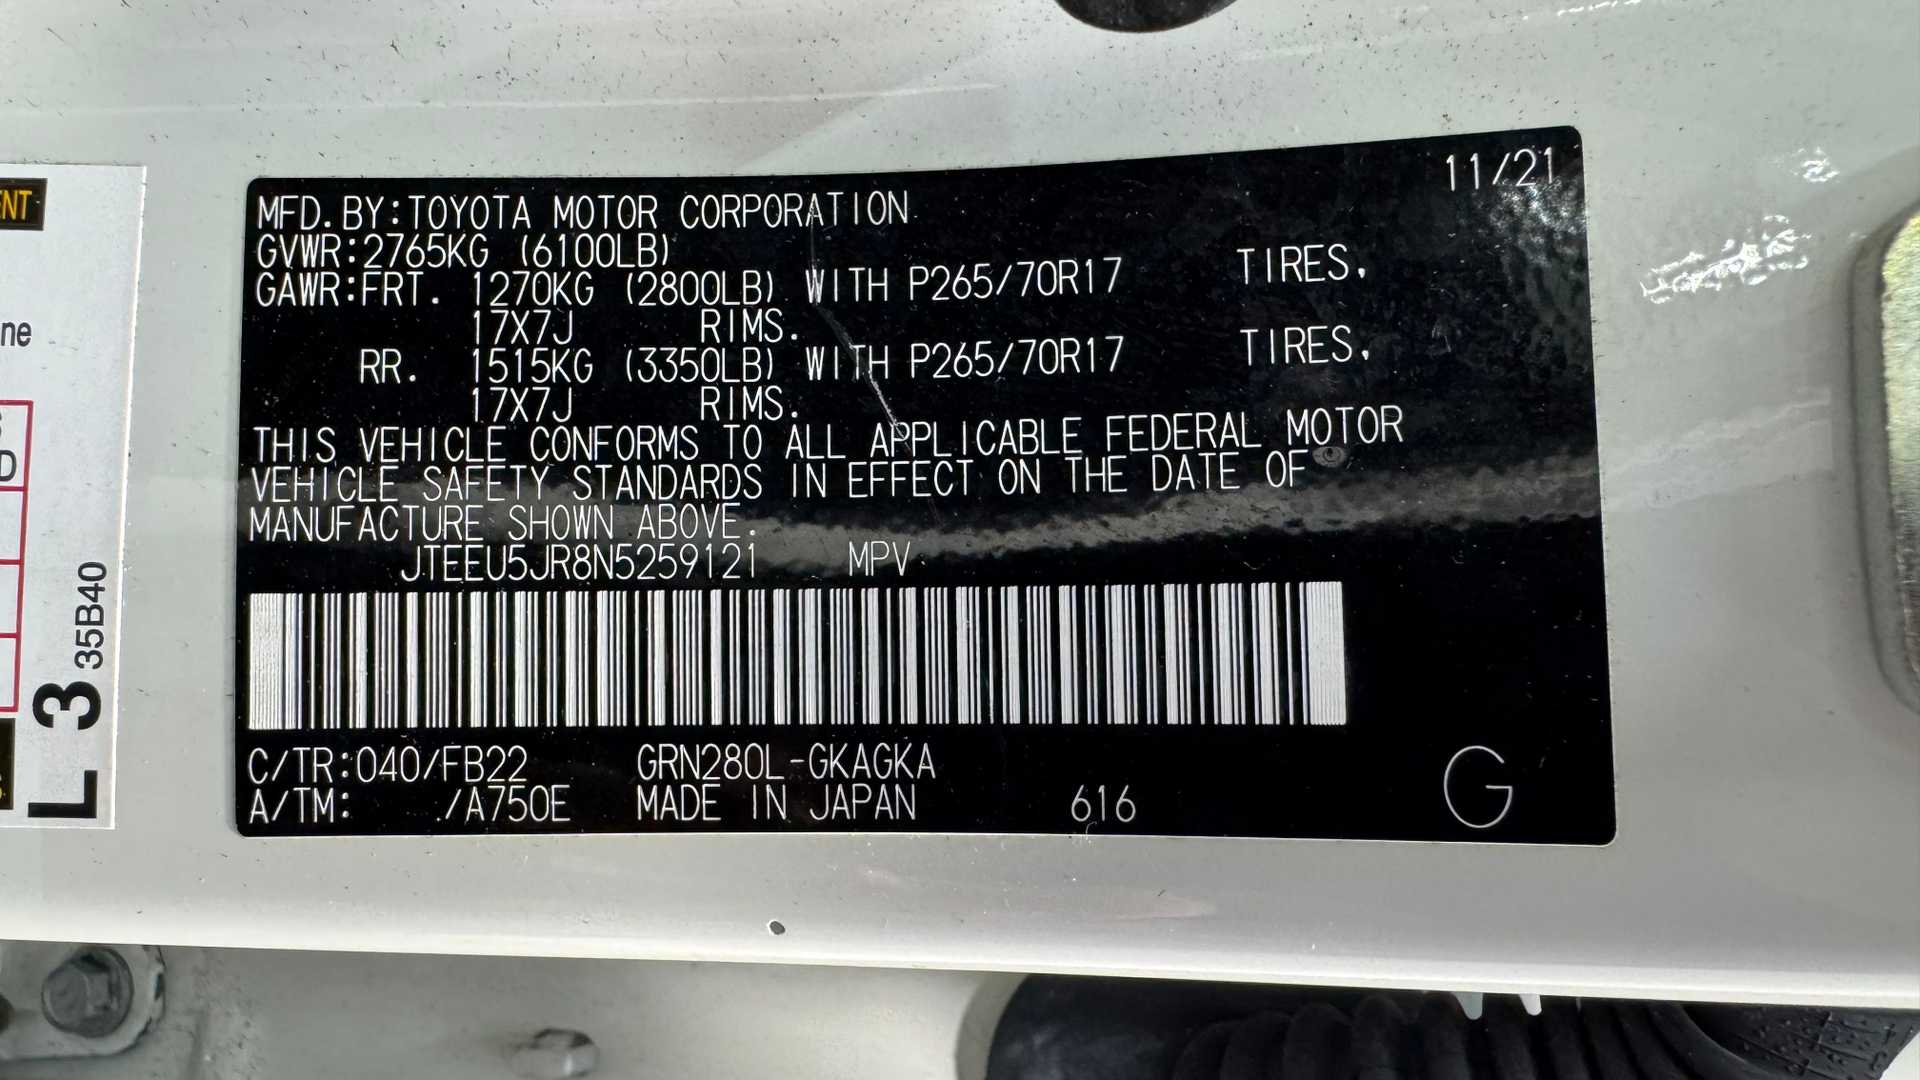 11/21
MFD.BY:TOYOTA MOTOR CORPORATION
GVWR:2765KG (6100LB)
GAWR:FRT. 1270KG (2800LB) WITH P265/70R17 TIRES,
17X7J RIMS.
RR. 1515KG (3350LB) WITH P265/70R17 TIRES,
17X7J RIMS.
THIS VEHICLE CONFORMS TO ALL APPLICABLE FEDERAL MOTOR
VEHICLE SAFETY STANDARDS IN EFFECT ON THE DATE OF
MANUFACTURE SHOWN ABOVE.
JTEEU5JR8N5259121 MPV
C/TR:040/FB22 GRN280L-GKAGKA
A/TM: /A750E MADE IN JAPAN 616
G
L 3 35B40